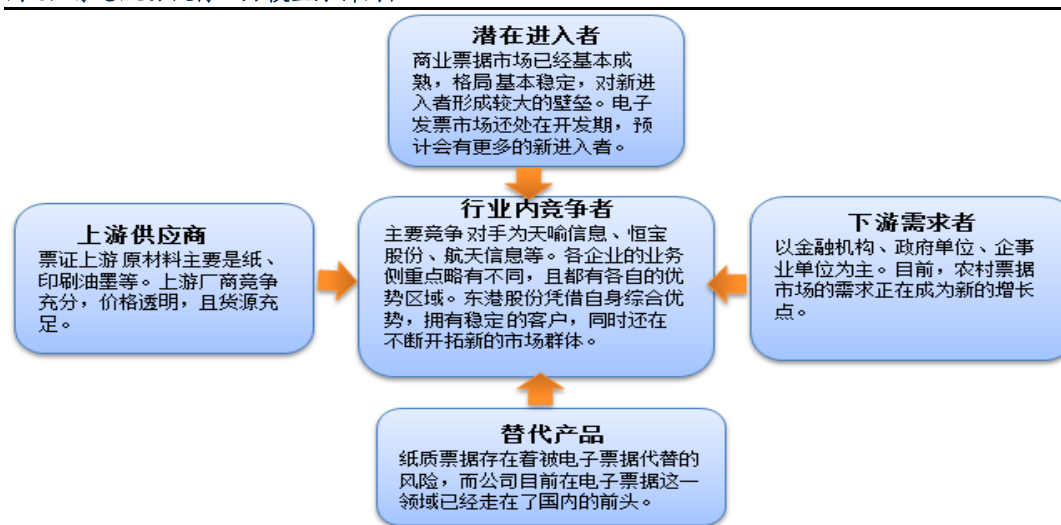 潜在进入者
商业票据市场已经基本成
熟，格局基本稳定，对新进
入者形成较大的壁垒。电子
发票市场还处在开发期，预
计会有更多的新进入者。
上游供应商
票证上游原材料主要是纸、
印刷油墨等。上游厂商竞争
充分，价格透明，且货源充
足。
行业内竞争者
主要竞争对手为天喻信息、恒宝
股份、航天信息等。各企业的业务
侧重点略有不同，且都有各自的优
势区域。东港股份凭借自身综合优
势，拥有稳定的客户，同时还在
不断开拓新的市场群体。
下游需求者
以金融机构、政府单位、企事
业单位为主。目前，农村票据
市场的需求正在成为新的增长
点。
替代产品
纸质票据存在着被电子票据代替的
风险，而公司目前在电子票据这一
领域已经走在了国内的前头。